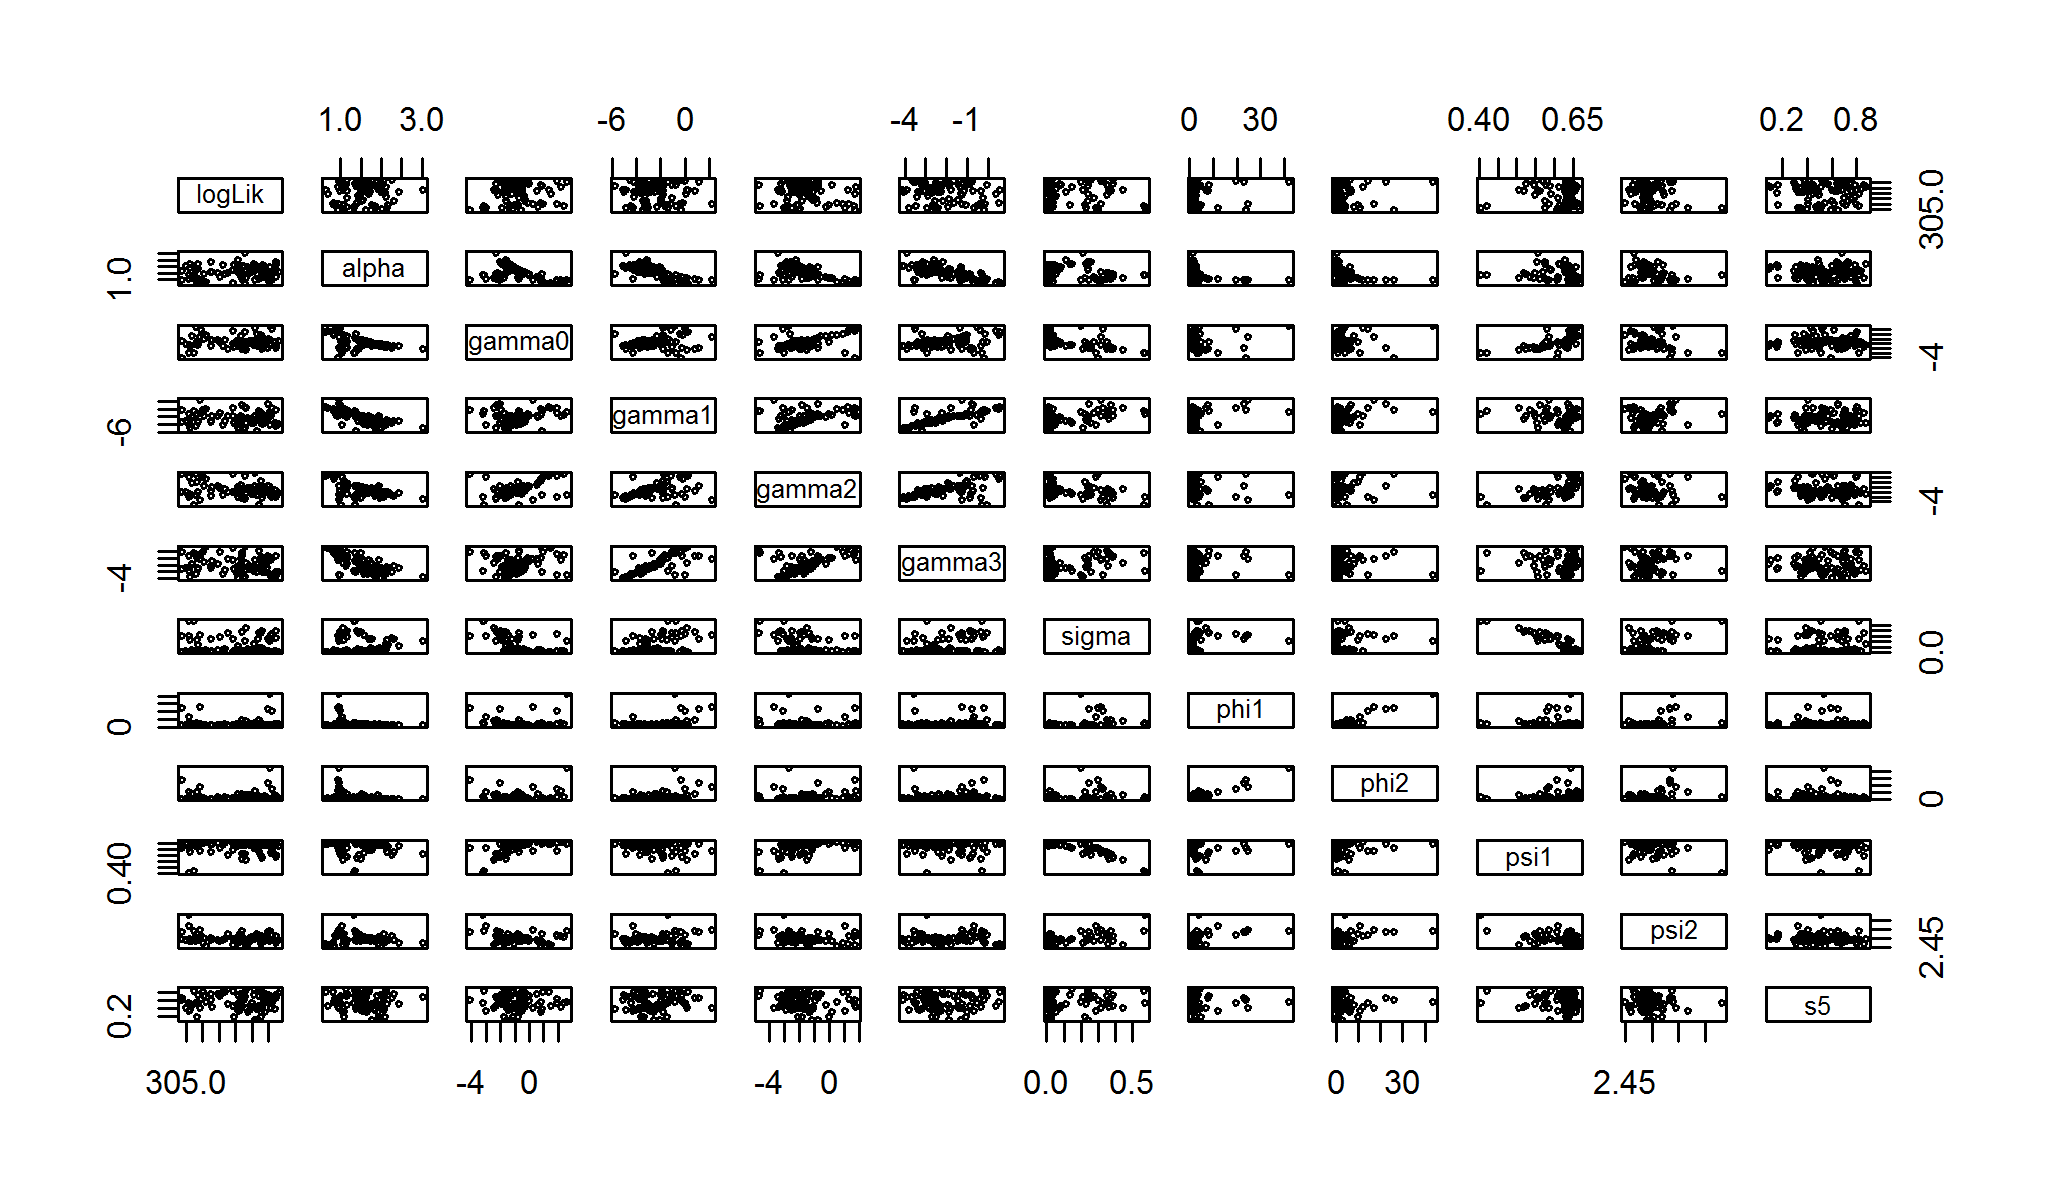 1.0 3.0 -6 0 -4 -1 0 30 0.40 0.65 0.2 0.8
logLik 305.0
1.0 alpha
gamma0 -4
-6 gamma1
gamma2 -4
-4 gamma3
sigma 0.0
0 phi1
phi2 0
0.40 psi1
psi2 2.45
0.2 s5
305.0 -4 0 -4 0 0.0 0.5 0 30 2.45